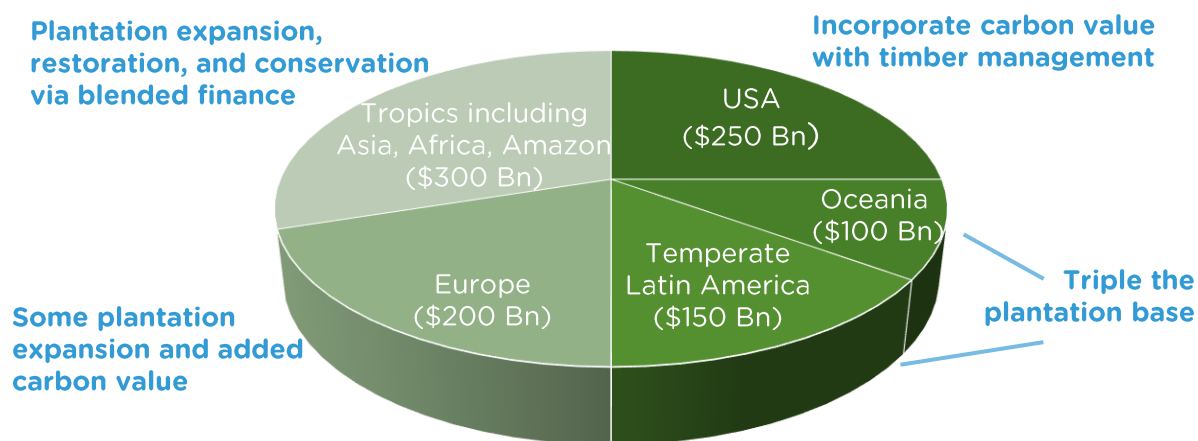 Plantation expansion,
restoration, and conservation
via blended finance
Incorporate carbon value
with timber management
Tropics including
Asia, Africa, Amazon
($300 Bn)
USA
($250 Bn)
Oceania
($100 Bn)
Temperate
Latin America
($150 Bn)
Europe
($200 Bn)
Triple the
plantation base
Some plantation
expansion and added
carbon value